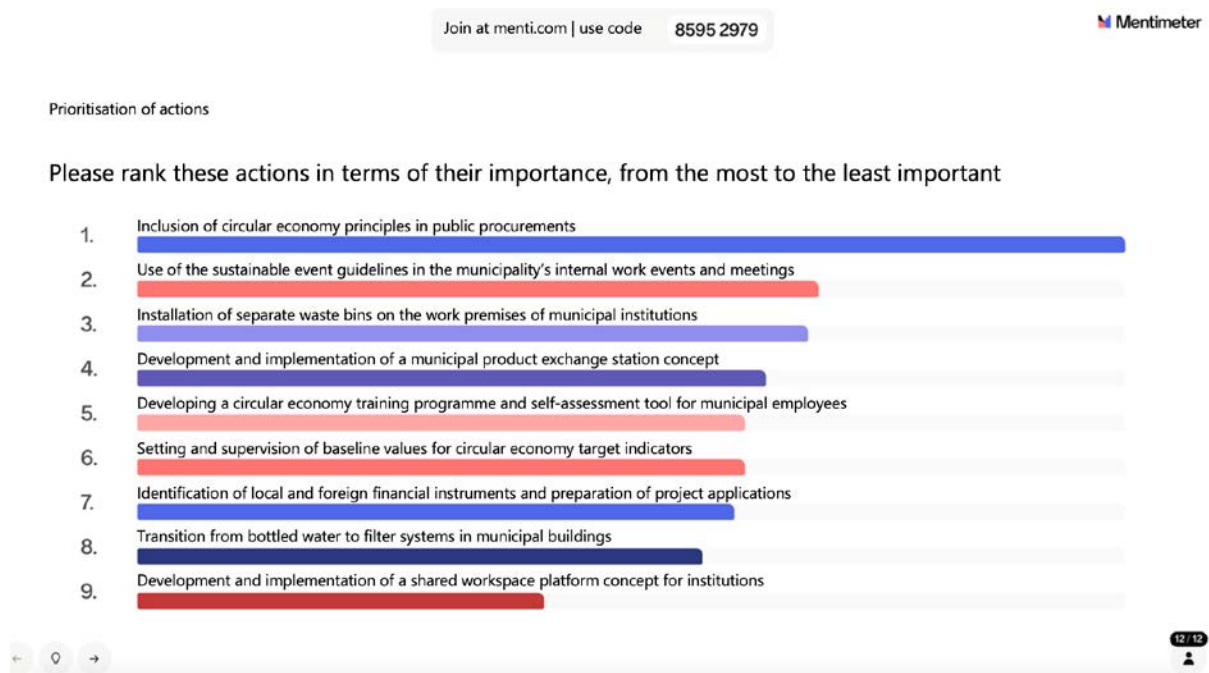 Join at menti.com | use code 8595 2979
Mentimeter
Prioritisation of actions
Please rank these actions in terms of their importance, from the most to the least important
1. Inclusion of circular economy principles in public procurements
2. Use of the sustainable event guidelines in the municipality's internal work events and meetings
3. Installation of separate waste bins on the work premises of municipal institutions
4. Development and implementation of a municipal product exchange station concept
5. Developing a circular economy training programme and self-assessment tool for municipal employees
6. Setting and supervision of baseline values for circular economy target indicators
7. Identification of local and foreign financial instruments and preparation of project applications
8. Transition from bottled water to filter systems in municipal buildings
9. Development and implementation of a shared workspace platform concept for institutions
12/12